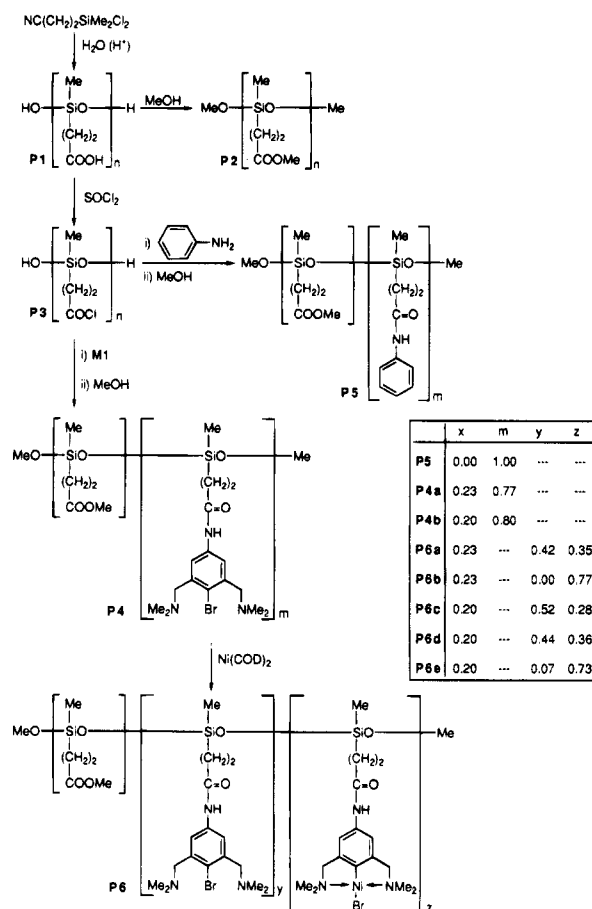 NC(CH2)2SiMe2Cl2
H2O (H+)
Me
HO SiO H
(CH2)2
COOH
n
P1
MeOH
Me
MeO SiO Me
(CH2)2
COOMe
n
P2
SOCl2
Me
HO SiO H
(CH2)2
COCl
n
P3
i) NH2
ii) MeOH
Me Me
MeO SiO SiO Me
(CH2)2 (CH2)2
COOMe C=O
NH
P5 m
i) M1
ii) MeOH
Me Me
MeO SiO SiO Me
(CH2)2 (CH2)2
COOMe C=O
NH
Me2N Br NMe2
P4 m
x m y z
P5 0.00 1.00 --- ---
P4a 0.23 0.77 --- ---
P4b 0.20 0.80 --- ---
P6a 0.23 --- 0.42 0.35
P6b 0.23 --- 0.00 0.77
P6c 0.20 --- 0.52 0.28
P6d 0.20 --- 0.44 0.36
P6e 0.20 --- 0.07 0.73
Ni(COD)2
Me Me Me
MeO SiO SiO SiO Me
(CH2)2 (CH2)2 (CH2)2
COOMe C=O C=O
NH NH
Me2N Br NMe2 Me2N Ni NMe2
Br
P6 y z